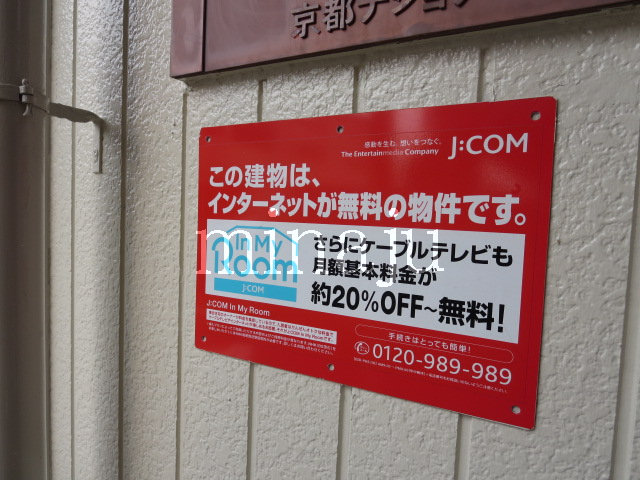 京都ナショナ
感動を生む。想いをつなぐ。
The Entertainmedia Company
J:COM
この建物は、
インターネットが無料の物件です。
In My
Room
J:COM
さらにケーブルテレビも
月額基本料金が
約20%OFF~無料!
minaju
J:COM In My Room
手続きはとっても簡単!
0120-989-989